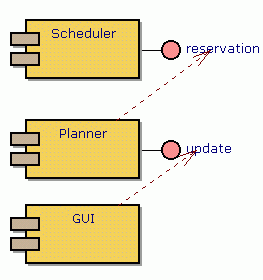 Scheduler
reservation
Planner
update
GUI